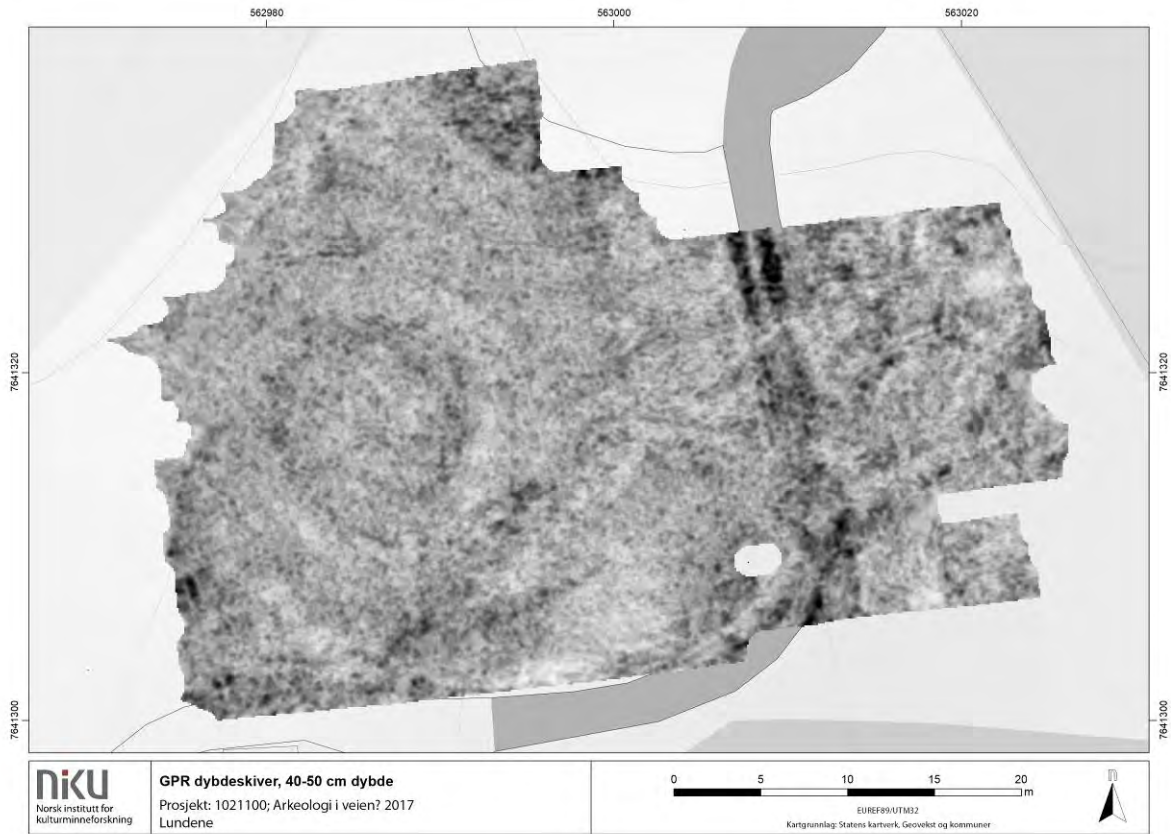 562980
563000
563020
7641320
7641320
7641300
7641300
niku
Norsk institutt for
kulturminneforskning
GPR dybdeskiver, 40-50 cm dybde
Prosjekt: 1021100; Arkeologi i veien? 2017
Lundene
0 5 10 15 20
m
EUREF89/UTM32
Kartgrunnlag: Statens kartverk, Geovekst og kommuner
n